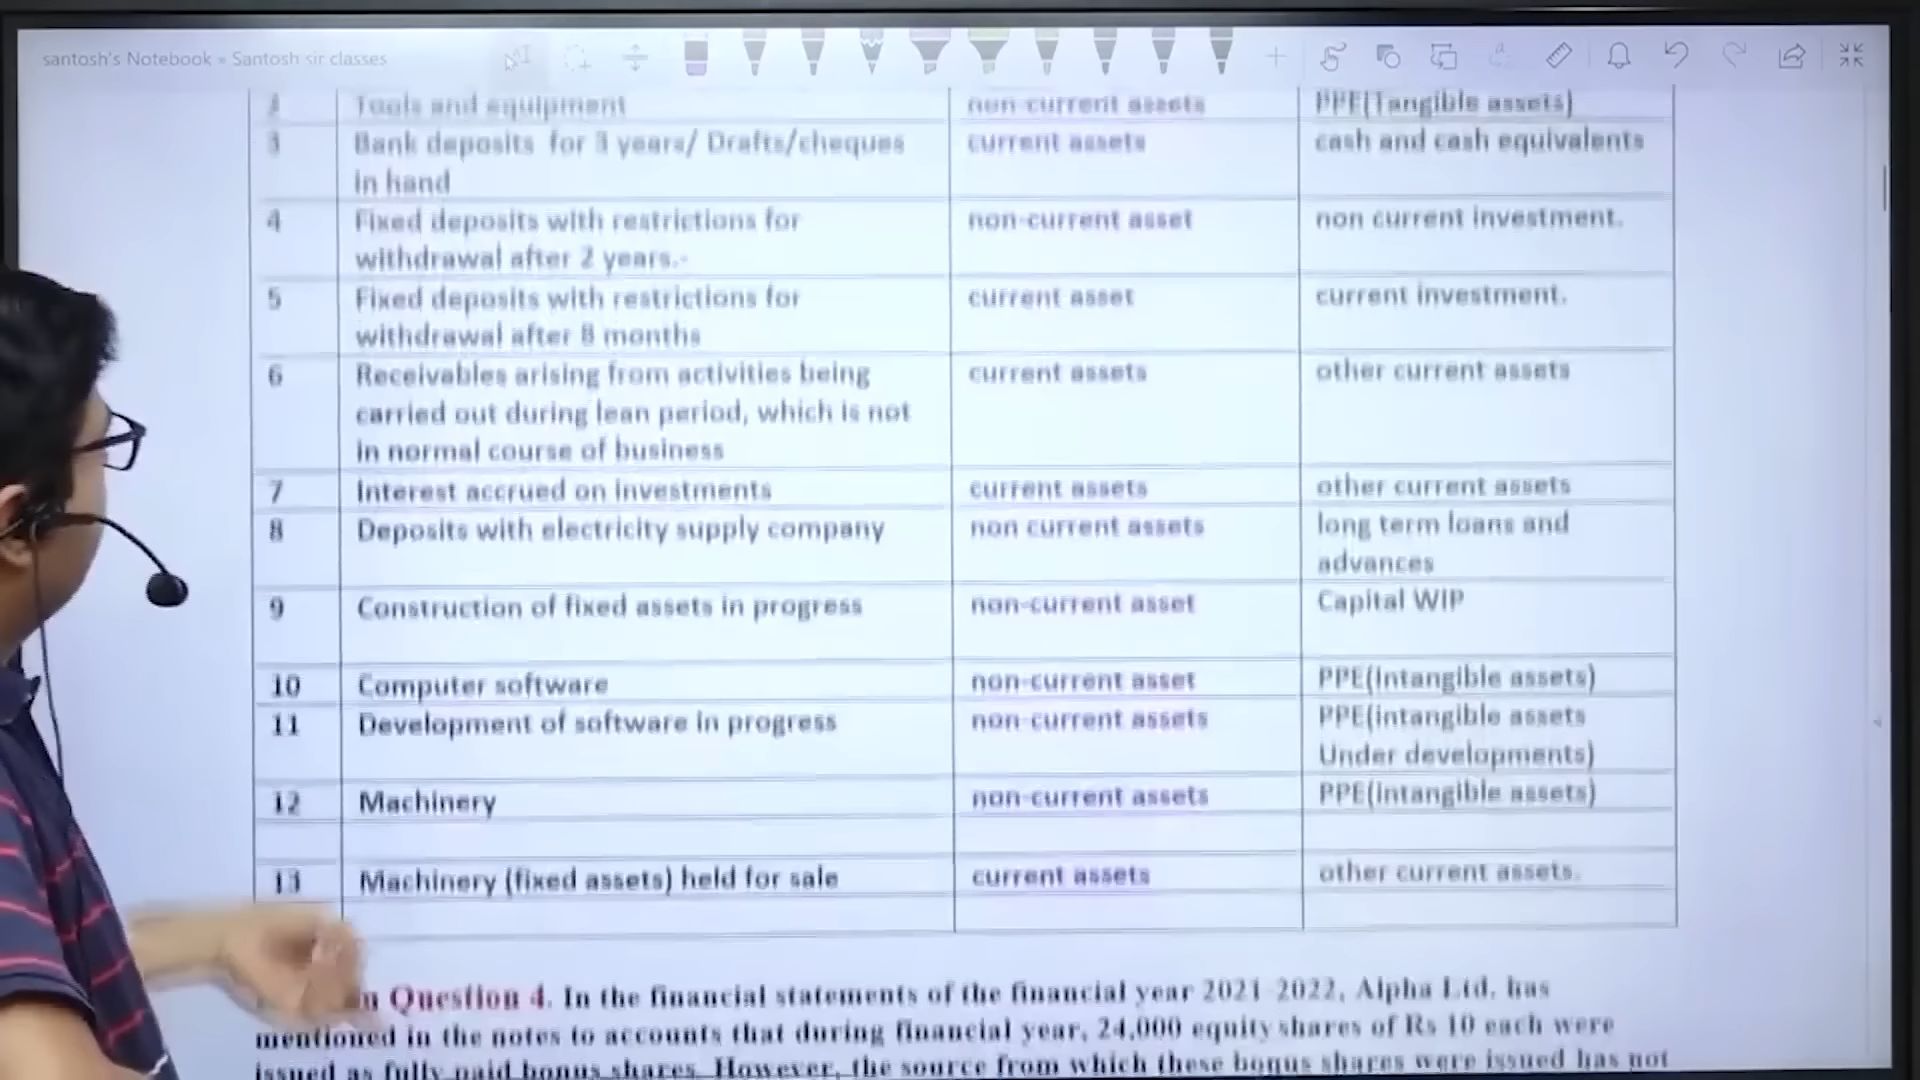 santosh's Notebook » Santosh sir classes
2 Tools and equipment non-current assets PPE(Tangible assets)
3 Bank deposits for 3 years/ Drafts/cheques in hand current assets cash and cash equivalents
4 Fixed deposits with restrictions for withdrawal after 2 years.- non-current asset non current investment.
5 Fixed deposits with restrictions for withdrawal after 8 months current asset current investment.
6 Receivables arising from activities being carried out during lean period, which is not in normal course of business current assets other current assets
7 Interest accrued on investments current assets other current assets
8 Deposits with electricity supply company non current assets long term loans and advances
9 Construction of fixed assets in progress non-current asset Capital WIP
10 Computer software non-current asset PPE(Intangible assets)
11 Development of software in progress non-current assets PPE(intangible assets Under developments)
12 Machinery non-current assets PPE(intangible assets)
13 Machinery (fixed assets) held for sale current assets other current assets.
Question 4. In the financial statements of the financial year 2021-2022, Alpha Ltd. has
mentioned in the notes to accounts that during financial year, 24,000 equity shares of Rs 10 each were
issued as fully paid bonus shares. However, the source from which these bonus shares were issued has not